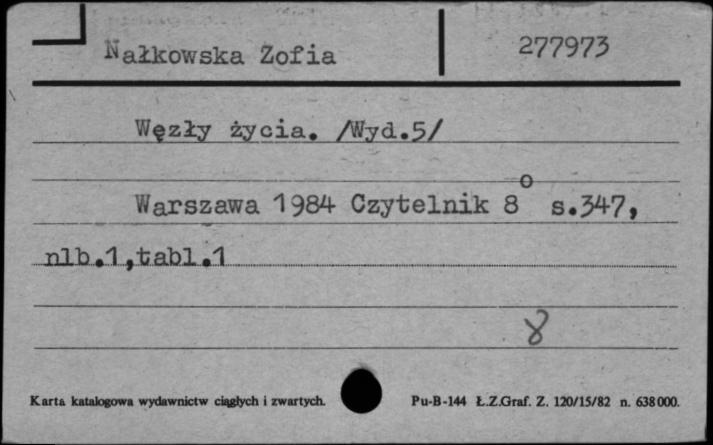 Nałkowska Zofia 277973
Węzły życia. /Wyd.5/
Warszawa 1984 Czytelnik 8° s.347,
nlb.1,tabl.1
8
Karta katalogowa wydawnictw ciągłych i zwartych. Pu-B-144 Ł.Z.Graf. Z. 120/15/82 n. 638000.